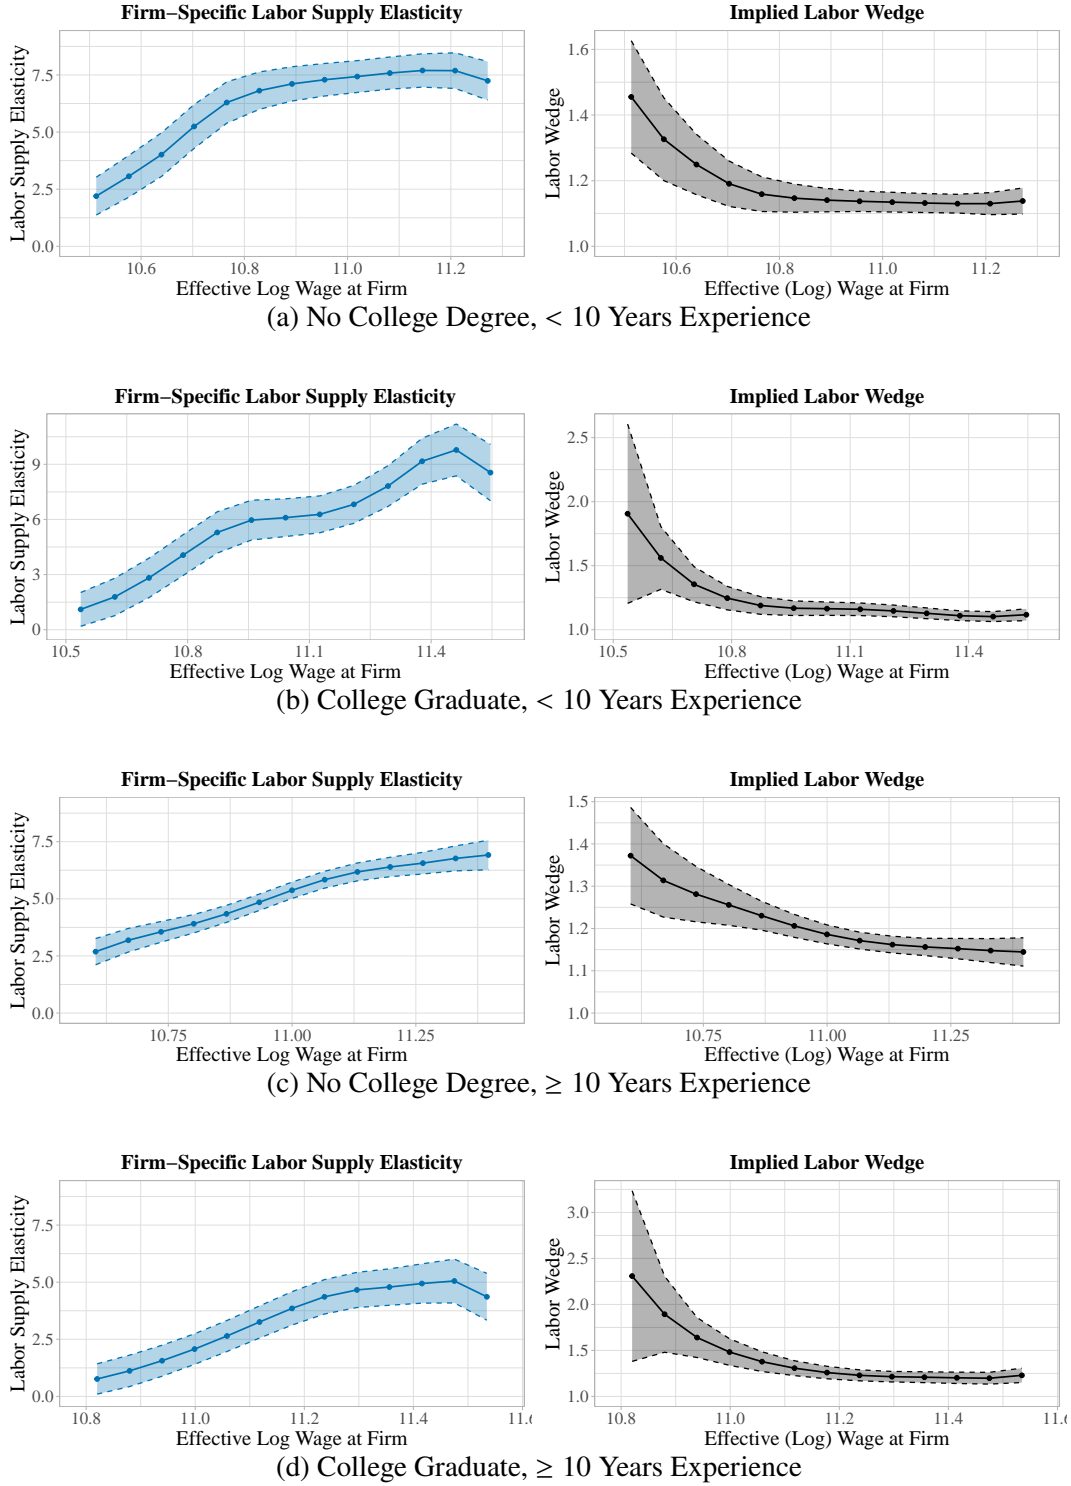 Firm−Specific Labor Supply Elasticity
Implied Labor Wedge
Labor Supply Elasticity
7.5
5.0
2.5
0.0
10.6 10.8 11.0 11.2
Effective Log Wage at Firm
Labor Wedge
1.6
1.4
1.2
1.0
10.6 10.8 11.0 11.2
Effective (Log) Wage at Firm
(a) No College Degree, < 10 Years Experience
Firm−Specific Labor Supply Elasticity
Implied Labor Wedge
Labor Supply Elasticity
9
6
3
0
10.5 10.8 11.1 11.4
Effective Log Wage at Firm
Labor Wedge
2.5
2.0
1.5
1.0
10.5 10.8 11.1 11.4
Effective (Log) Wage at Firm
(b) College Graduate, < 10 Years Experience
Firm−Specific Labor Supply Elasticity
Implied Labor Wedge
Labor Supply Elasticity
7.5
5.0
2.5
0.0
10.75 11.00 11.25
Effective Log Wage at Firm
Labor Wedge
1.5
1.4
1.3
1.2
1.1
1.0
10.75 11.00 11.25
Effective (Log) Wage at Firm
(c) No College Degree, ≥ 10 Years Experience
Firm−Specific Labor Supply Elasticity
Implied Labor Wedge
Labor Supply Elasticity
7.5
5.0
2.5
0.0
10.8 11.0 11.2 11.4 11.6
Effective Log Wage at Firm
Labor Wedge
3.0
2.5
2.0
1.5
1.0
10.8 11.0 11.2 11.4 11.6
Effective (Log) Wage at Firm
(d) College Graduate, ≥ 10 Years Experience